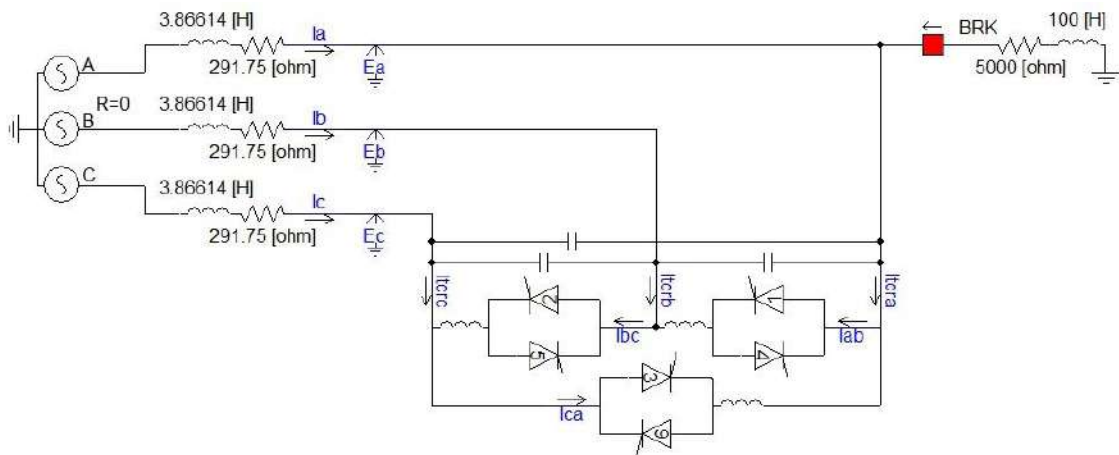 3.86614 [H]
Ia
BRK
100 [H]
A
291.75 [ohm]
Ea
5000 [ohm]
R=0
3.86614 [H]
B
Ib
291.75 [ohm]
Eb
C
3.86614 [H]
Ic
291.75 [ohm]
Ec
Itcrc
Itcrb
Itcra
2
1
Ibc
Iab
5
4
3
Ica
6